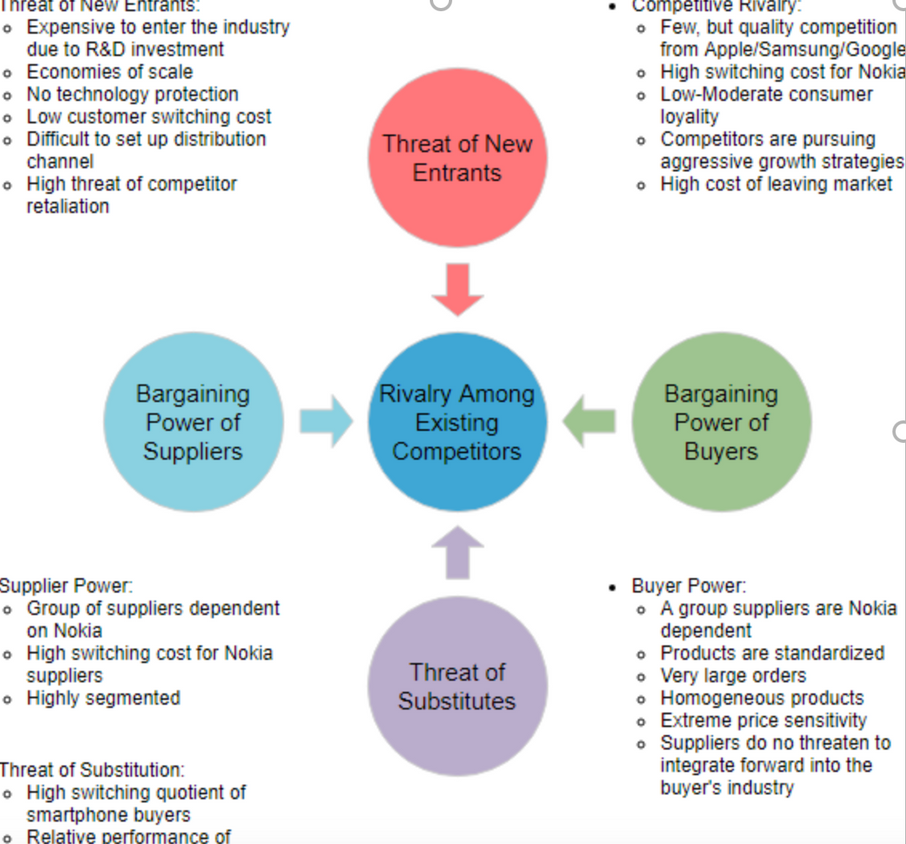 Threat of New Entrants:
Expensive to enter the industry
due to R&D investment
Economies of scale
No technology protection
Low customer switching cost
Difficult to set up distribution
channel
High threat of competitor
retaliation
Competitive Rivalry:
Few, but quality competition
from Apple/Samsung/Google
High switching cost for Nokia
Low-Moderate consumer
loyality
Competitors are pursuing
aggressive growth strategies
High cost of leaving market
Threat of New
Entrants
Bargaining
Power of
Suppliers
Rivalry Among
Existing
Competitors
Bargaining
Power of
Buyers
Threat of
Substitutes
Supplier Power:
Group of suppliers dependent
on Nokia
High switching cost for Nokia
suppliers
Highly segmented
Threat of Substitution:
High switching quotient of
smartphone buyers
Relative performance of
Buyer Power:
A group suppliers are Nokia
dependent
Products are standardized
Very large orders
Homogeneous products
Extreme price sensitivity
Suppliers do no threaten to
integrate forward into the
buyer's industry